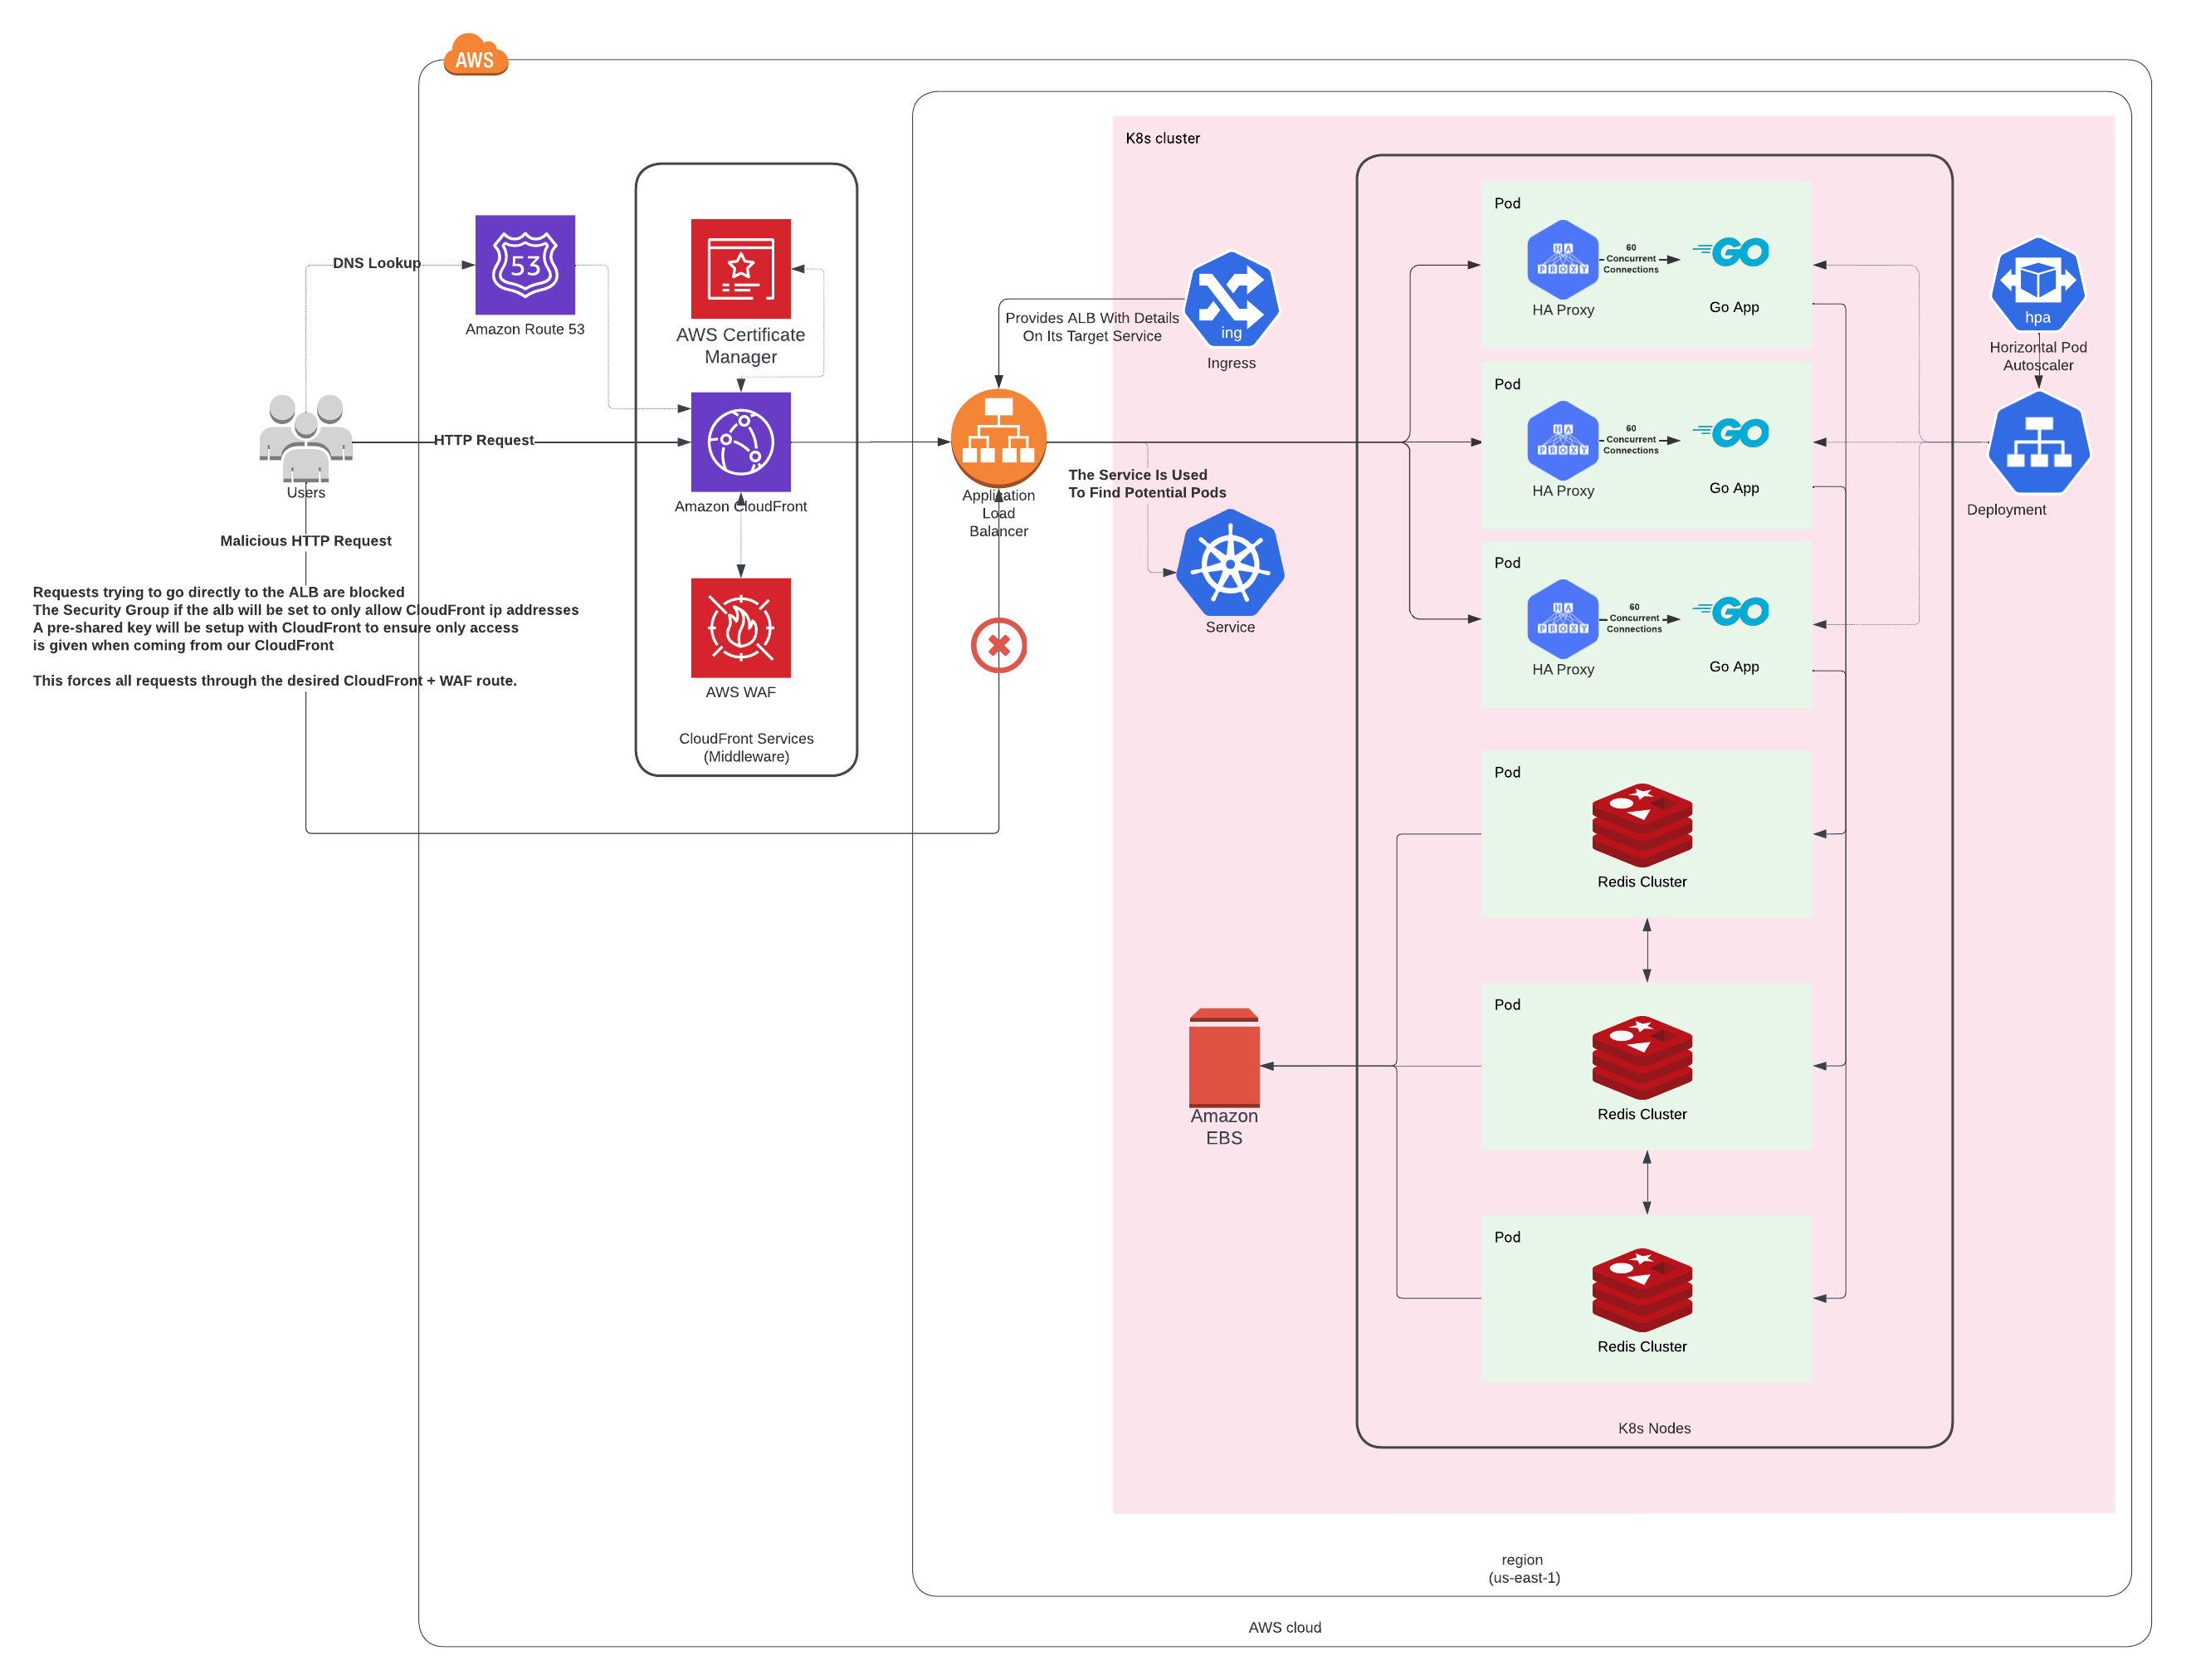 AWS
K8s cluster
DNS Lookup
53
Amazon Route 53
AWS Certificate
Manager
Users
HTTP Request
Amazon CloudFront
Malicious HTTP Request
Requests trying to go directly to the ALB are blocked
The Security Group if the alb will be set to only allow CloudFront ip addresses
A pre-shared key will be setup with CloudFront to ensure only access
is given when coming from our CloudFront
This forces all requests through the desired CloudFront + WAF route.
AWS WAF
CloudFront Services
(Middleware)
Provides ALB With Details
On Its Target Service
ing
Ingress
Application
Load
Balancer
The Service Is Used
To Find Potential Pods
Service
Pod
HA
PROXY
HA Proxy
60
Concurrent
Connections
GO
Go App
Pod
HA
PROXY
HA Proxy
60
Concurrent
Connections
GO
Go App
Pod
HA
PROXY
HA Proxy
60
Concurrent
Connections
GO
Go App
hpa
Horizontal Pod
Autoscaler
Deployment
Pod
Redis Cluster
Pod
Redis Cluster
Pod
Redis Cluster
Amazon
EBS
K8s Nodes
region
(us-east-1)
AWS cloud